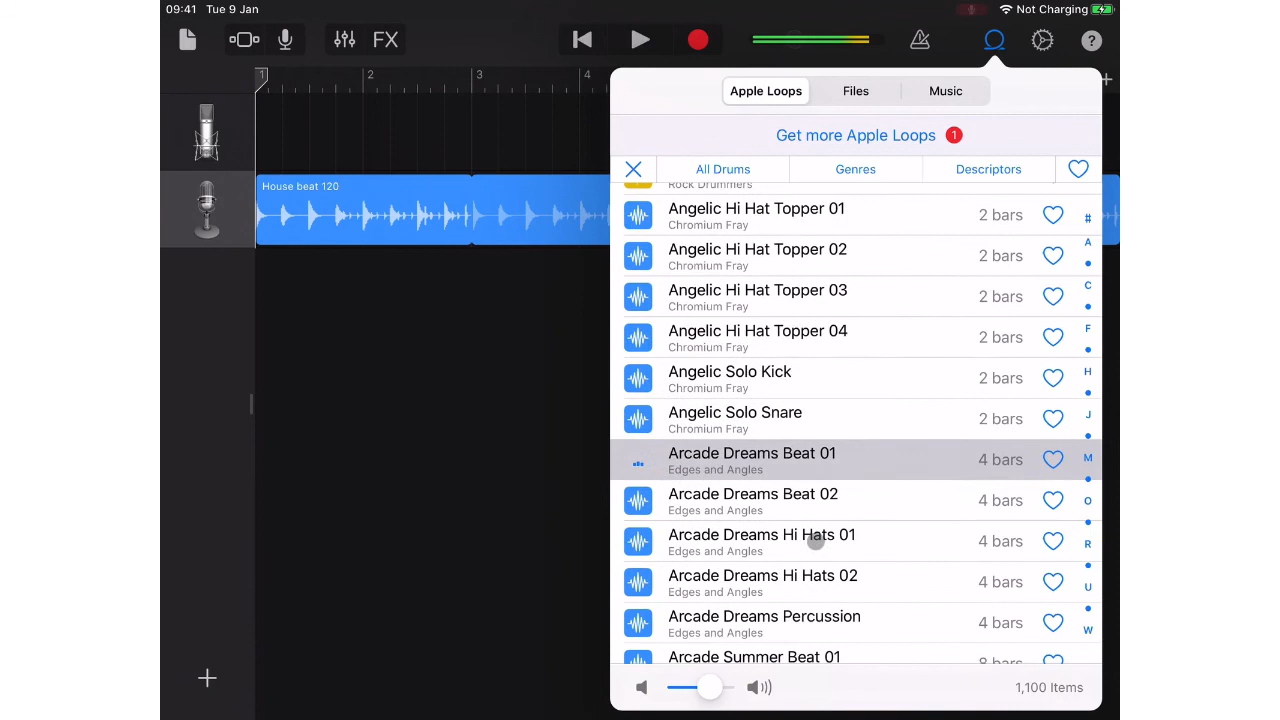 09:41 Tue 9 Jan
Not Charging
FX
?
1 2 3 4
Apple Loops Files Music
Get more Apple Loops 1
All Drums Genres Descriptors
House beat 120
Rock Drummers
Angelic Hi Hat Topper 01
Chromium Fray
2 bars
#
Angelic Hi Hat Topper 02
Chromium Fray
2 bars
A
Angelic Hi Hat Topper 03
Chromium Fray
2 bars
C
Angelic Hi Hat Topper 04
Chromium Fray
2 bars
F
Angelic Solo Kick
Chromium Fray
2 bars
H
Angelic Solo Snare
Chromium Fray
2 bars
J
Arcade Dreams Beat 01
Edges and Angles
4 bars
M
Arcade Dreams Beat 02
Edges and Angles
4 bars
O
Arcade Dreams Hi Hats 01
Edges and Angles
4 bars
R
Arcade Dreams Hi Hats 02
Edges and Angles
4 bars
U
Arcade Dreams Percussion
Edges and Angles
4 bars
W
Arcade Summer Beat 01
8 bars
1,100 Items